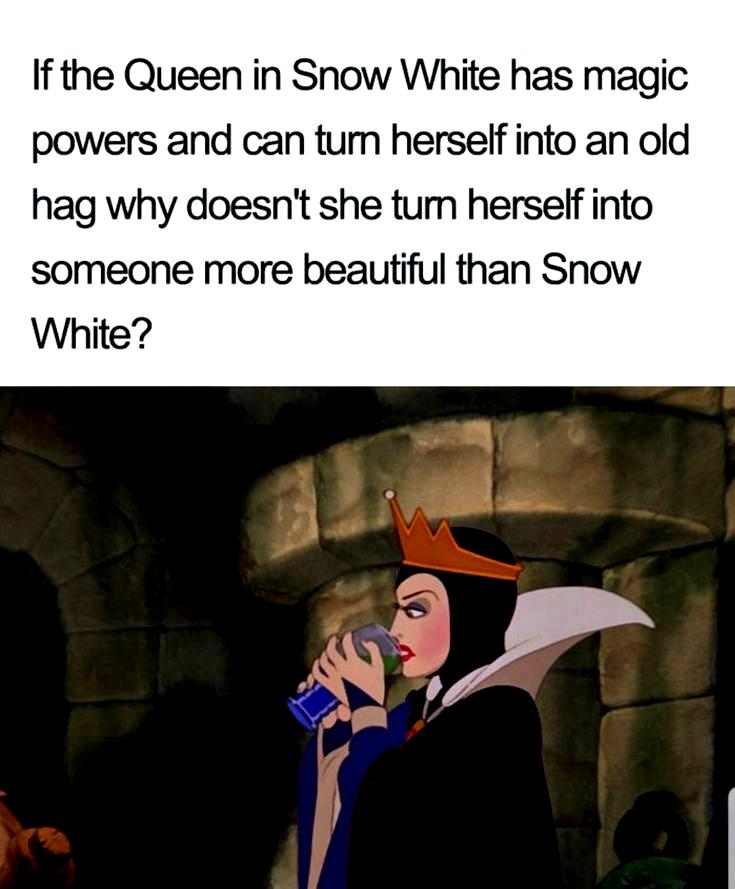 If the Queen in Snow White has magic
powers and can turn herself into an old
hag why doesn't she turn herself into
someone more beautiful than Snow
White?